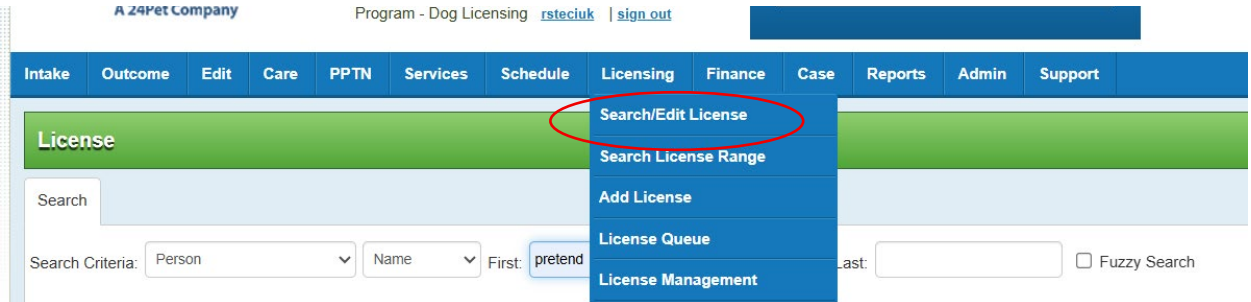 A 24Pet Company
Program - Dog Licensing rsteciuk | sign out
Intake Outcome Edit Care PPTN Services Schedule Licensing Finance Case Reports Admin Support
Search/Edit License
License
Search License Range
Search
Add License
License Queue
Search Criteria: Person Name First: pretend Last: Fuzzy Search
License Management